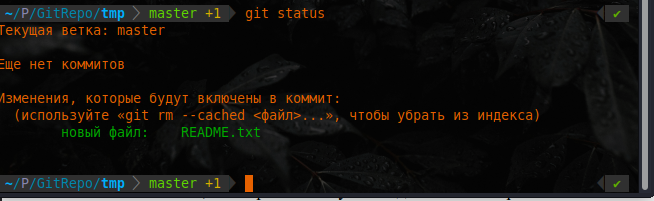 ~/P/GitRepo/tmp master +1 git status ✔
Текущая ветка: master
Еще нет коммитов
Изменения, которые будут включены в коммит:
(используйте «git rm --cached <файл>...», чтобы убрать из индекса)
новый файл: README.txt
~/P/GitRepo/tmp master +1 ✔